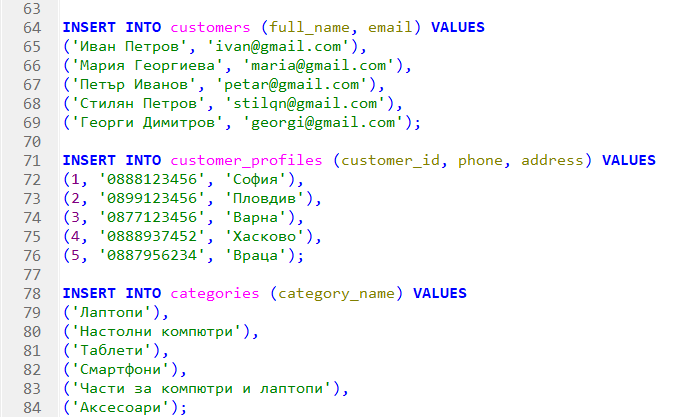 63
64 INSERT INTO customers (full_name, email) VALUES
65 ('Иван Петров', 'ivan@gmail.com'),
66 ('Мария Георгиева', 'maria@gmail.com'),
67 ('Петър Иванов', 'petar@gmail.com'),
68 ('Стилян Петров', 'stilqn@gmail.com'),
69 ('Георги Димитров', 'georgi@gmail.com');
70
71 INSERT INTO customer_profiles (customer_id, phone, address) VALUES
72 (1, '0888123456', 'София'),
73 (2, '0899123456', 'Пловдив'),
74 (3, '0877123456', 'Варна'),
75 (4, '0888937452', 'Хасково'),
76 (5, '0887956234', 'Враца');
77
78 INSERT INTO categories (category_name) VALUES
79 ('Лаптопи'),
80 ('Настолни компютри'),
81 ('Таблети'),
82 ('Смартфони'),
83 ('Части за компютри и лаптопи'),
84 ('Аксесоари');